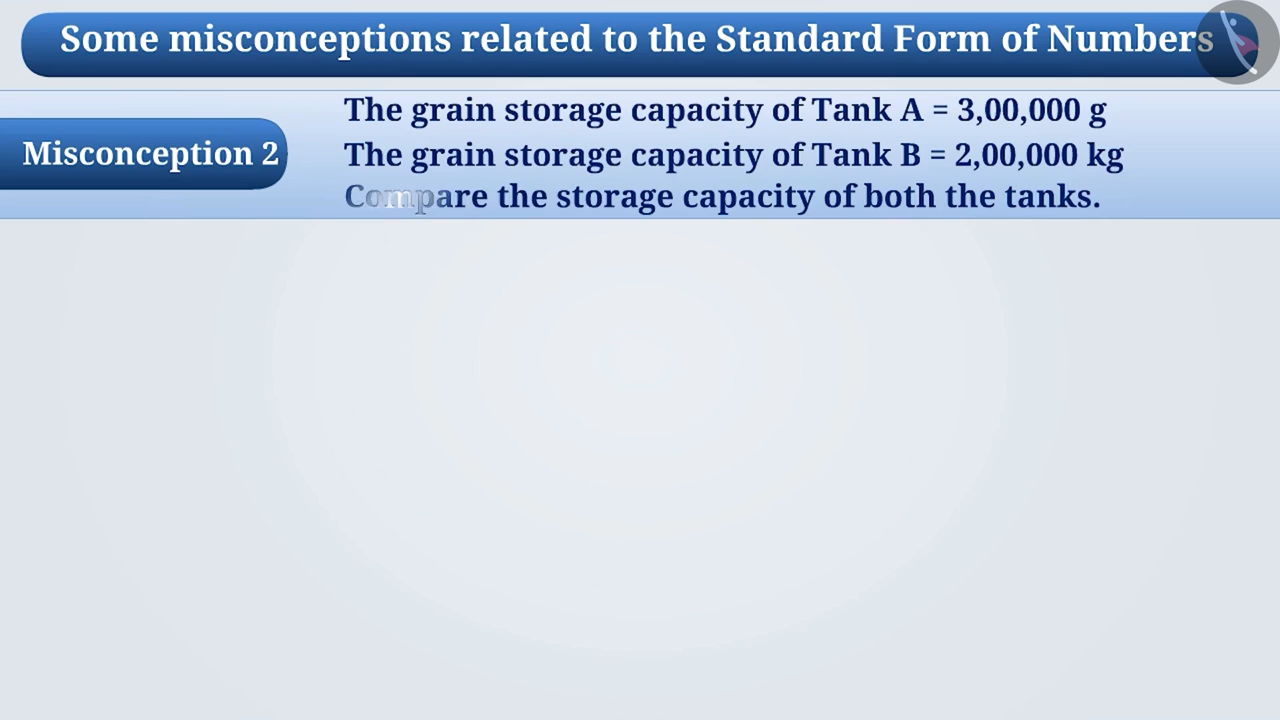 Some misconceptions related to the Standard Form of Numbers
Misconception 2
The grain storage capacity of Tank A = 3,00,000 g
The grain storage capacity of Tank B = 2,00,000 kg
Compare the storage capacity of both the tanks.